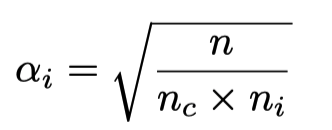 α_i = √(n / (n_c × n_i))